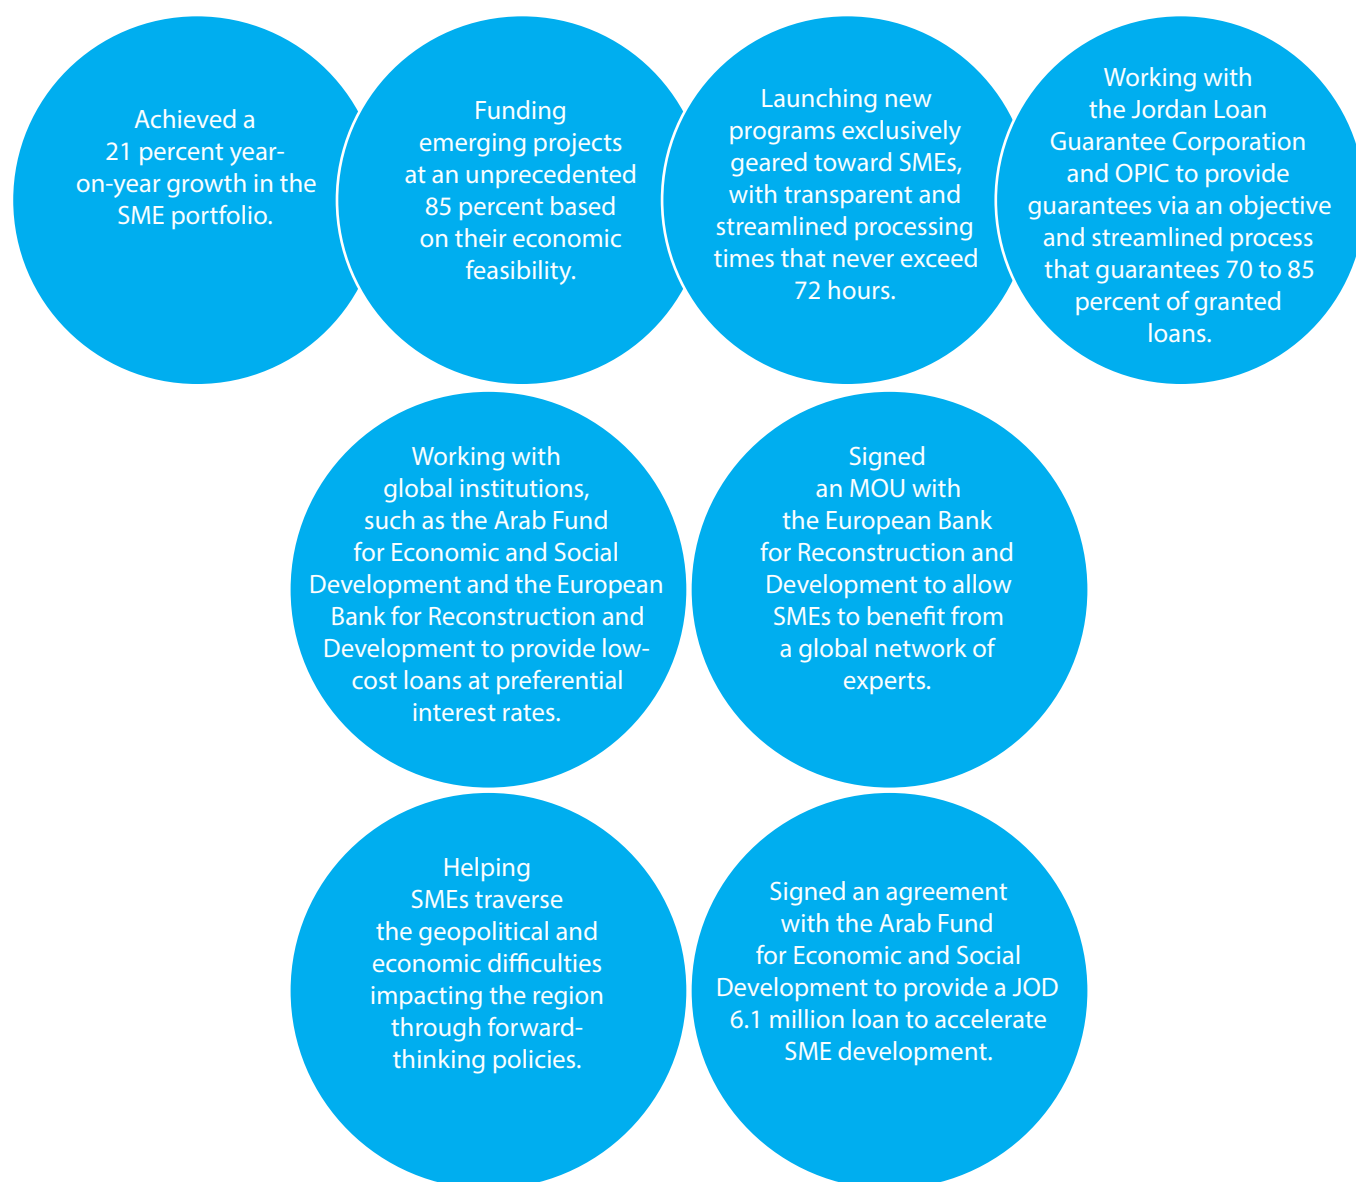 Achieved a
21 percent year-
on-year growth in the
SME portfolio.
Funding
emerging projects
at an unprecedented
85 percent based
on their economic
feasibility.
Launching new
programs exclusively
geared toward SMEs,
with transparent and
streamlined processing
times that never exceed
72 hours.
Working with
the Jordan Loan
Guarantee Corporation
and OPIC to provide
guarantees via an objective
and streamlined process
that guarantees 70 to 85
percent of granted
loans.
Working with
global institutions,
such as the Arab Fund
for Economic and Social
Development and the European
Bank for Reconstruction and
Development to provide low-
cost loans at preferential
interest rates.
Signed
an MOU with
the European Bank
for Reconstruction and
Development to allow
SMEs to benefit from
a global network of
experts.
Helping
SMEs traverse
the geopolitical and
economic difficulties
impacting the region
through forward-
thinking policies.
Signed an agreement
with the Arab Fund
for Economic and Social
Development to provide a JOD
6.1 million loan to accelerate
SME development.